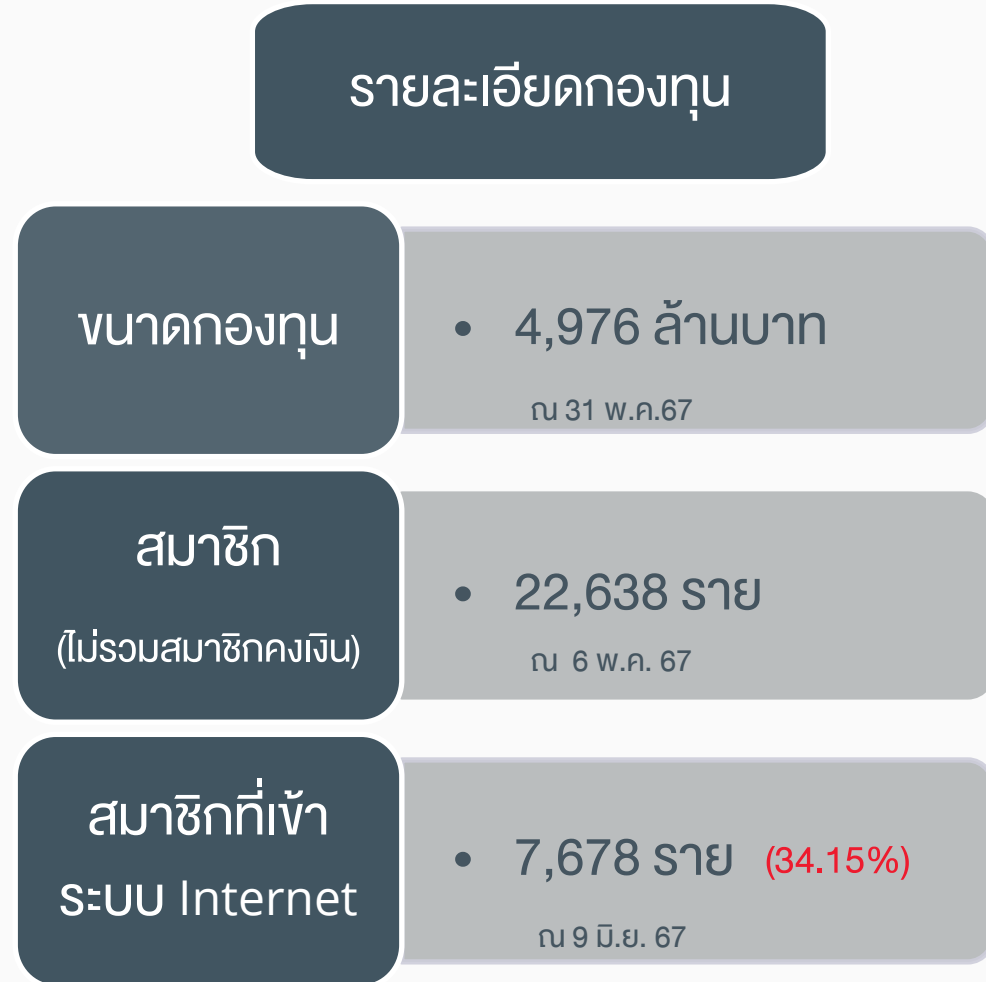 รายละเอียดกองทุน
ขนาดกองทุน
• 4,976 ล้านบาท
ณ 31 พ.ค.67
สมาชิก
(ไม่รวมสมาชิกคงเงิน)
• 22,638 ราย
ณ 6 พ.ค. 67
สมาชิกที่เข้า
ระบบ Internet
• 7,678 ราย (34.15%)
ณ 9 มิ.ย. 67